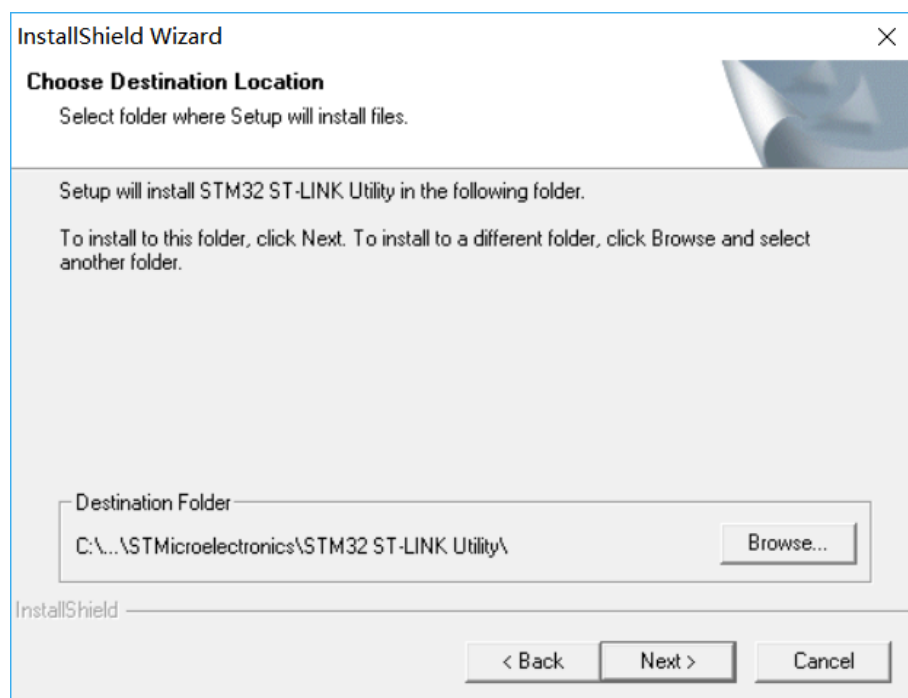 InstallShield Wizard
Choose Destination Location
Select folder where Setup will install files.
Setup will install STM32 ST-LINK Utility in the following folder.
To install to this folder, click Next. To install to a different folder, click Browse and select
another folder.
Destination Folder
C:\...\STMicroelectronics\STM32 ST-LINK Utility\
Browse...
InstallShield
< Back
Next >
Cancel